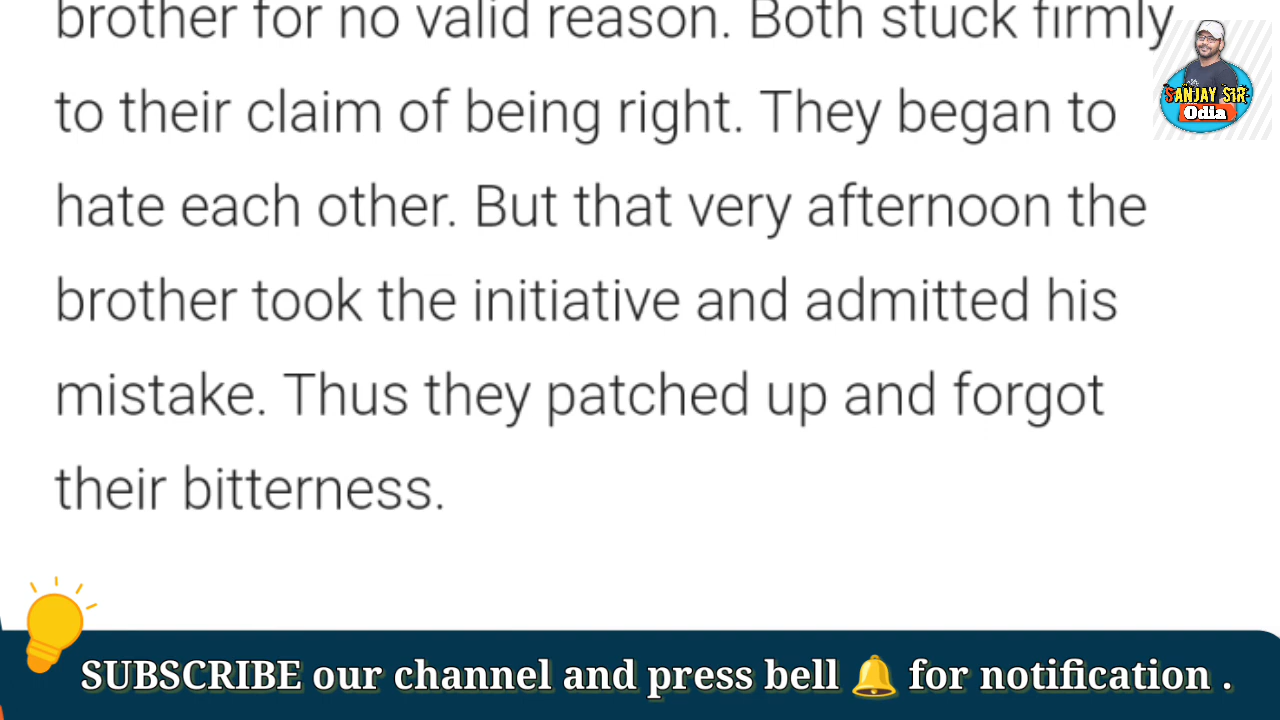 brother for no valid reason. Both stuck firmly
to their claim of being right. They began to
hate each other. But that very afternoon the
brother took the initiative and admitted his
mistake. Thus they patched up and forgot
their bitterness.
SANJAY SIR
Odia
SUBSCRIBE our channel and press bell 🔔 for notification .